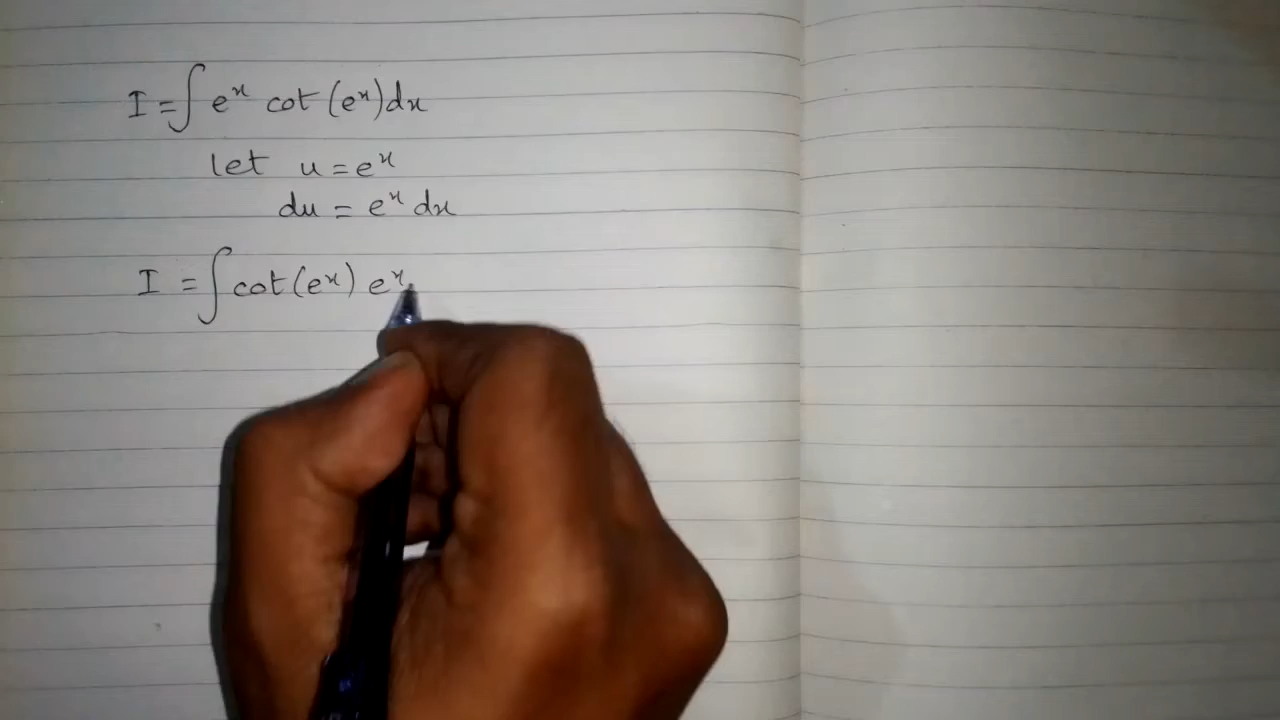 I = ∫ eˣ cot (eˣ) dx
let u = eˣ
du = eˣ dx
I = ∫ cot (eˣ) eˣ